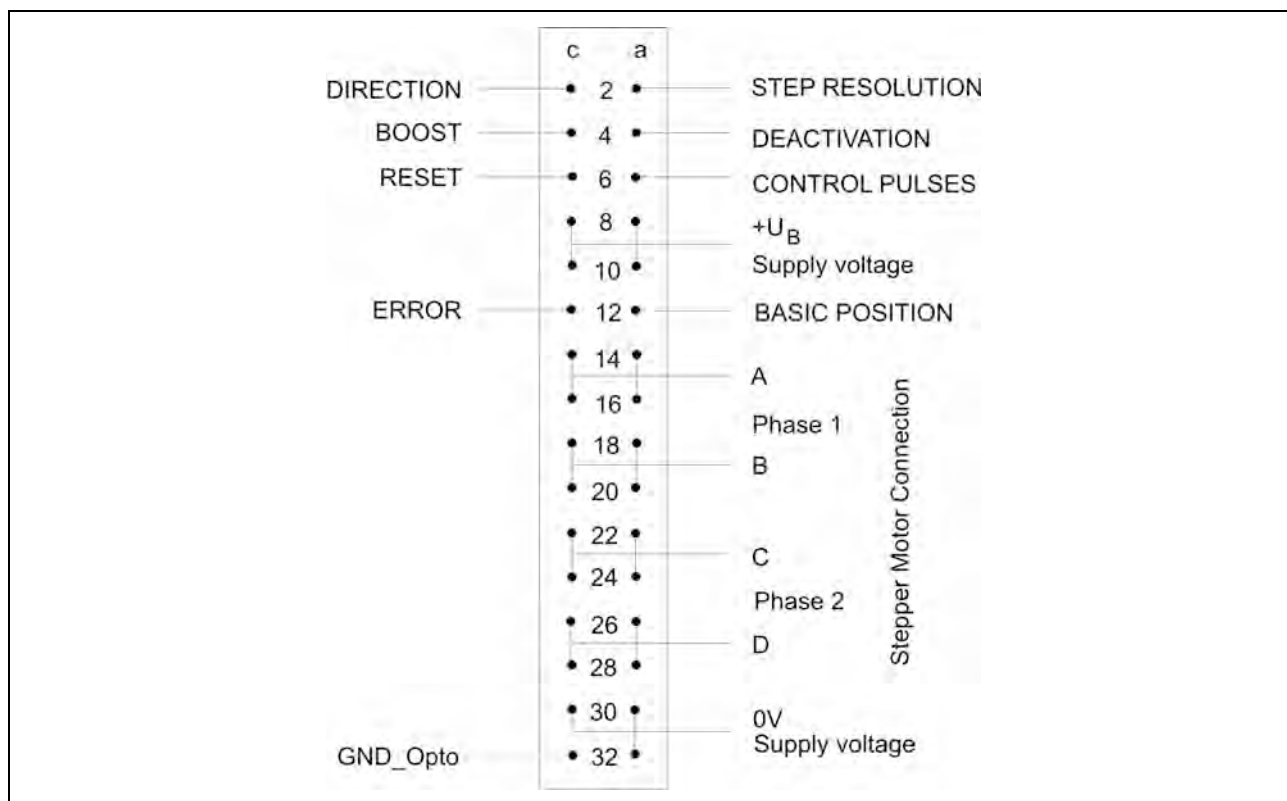 c a
DIRECTION 2 STEP RESOLUTION
BOOST 4 DEACTIVATION
RESET 6 CONTROL PULSES
8 +U_B
10 Supply voltage
ERROR 12 BASIC POSITION
14
A
16
Phase 1
18
B
20
22
C
24
Phase 2
26
D
28
Stepper Motor Connection
30 0V
Supply voltage
GND_Opto 32